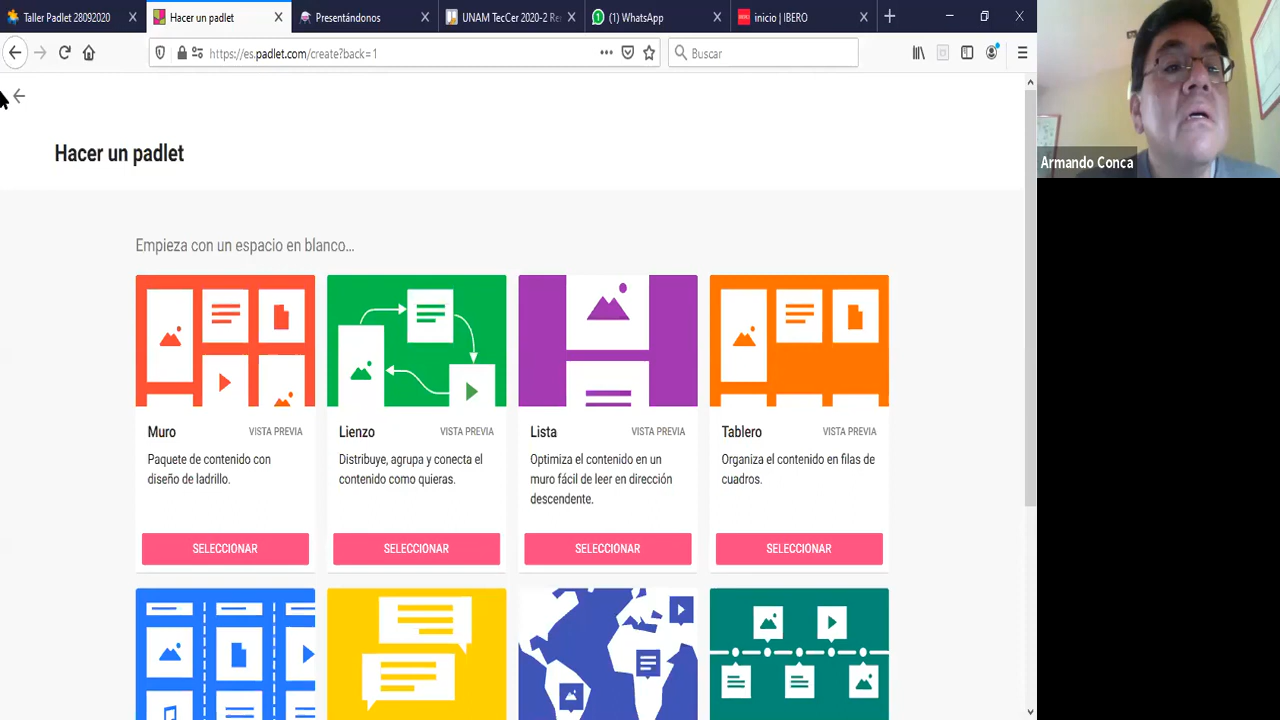 Taller Padlet 28092020
Hacer un padlet
Presentándonos
UNAM TecCer 2020-2 Re
(1) WhatsApp
IBERO
inicio | IBERO
https://es.padlet.com/create?back=1
Buscar
Hacer un padlet
Armando Conca
Empieza con un espacio en blanco...
Muro VISTA PREVIA
Paquete de contenido con
diseño de ladrillo.
SELECCIONAR
Lienzo VISTA PREVIA
Distribuye, agrupa y conecta el
contenido como quieras.
SELECCIONAR
Lista VISTA PREVIA
Optimiza el contenido en un
muro fácil de leer en dirección
descendente.
SELECCIONAR
Tablero VISTA PREVIA
Organiza el contenido en filas de
cuadros.
SELECCIONAR